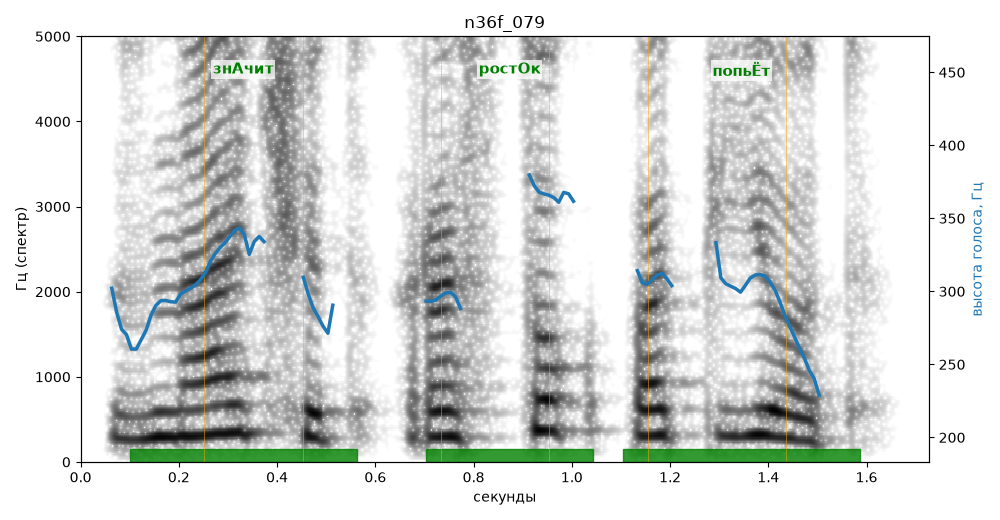 n36f_079
знАчит
ростОк
попьЁт
Гц (спектр)
5000
4000
3000
2000
1000
0
450
400
350
300
250
200
высота голоса, Гц
0.0 0.2 0.4 0.6 0.8 1.0 1.2 1.4 1.6
секунды